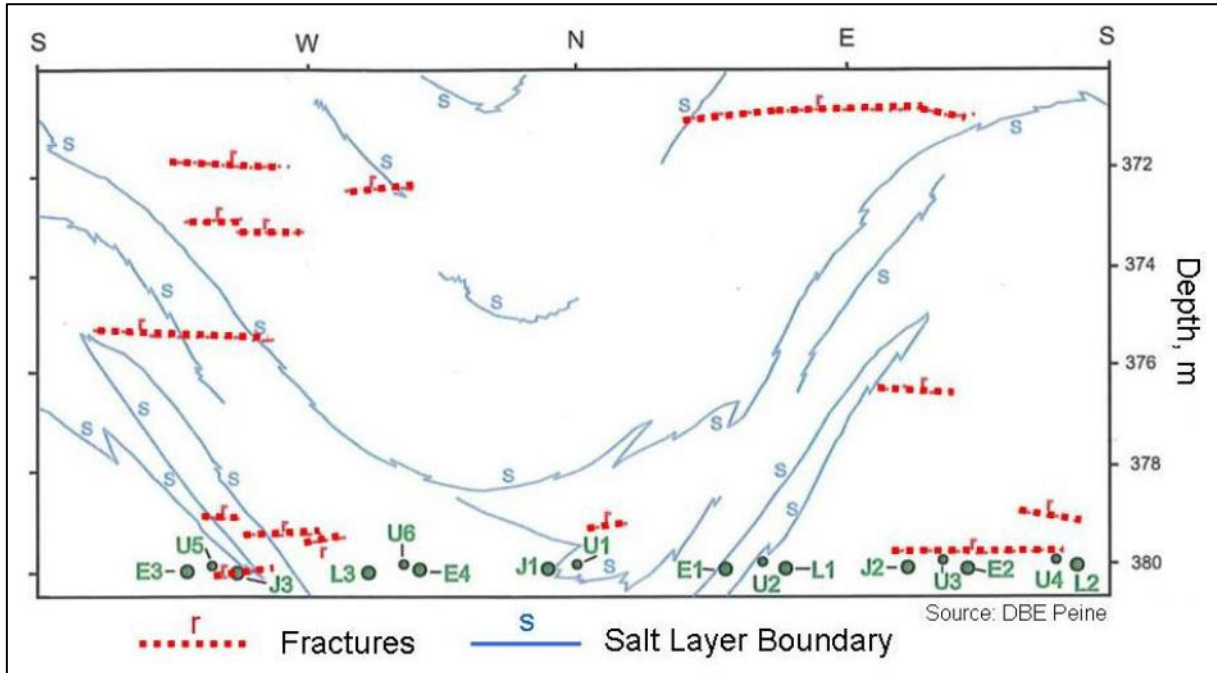 S W N E S
S r S
S r S r S
372
r
r r
S 374
S S
r S Depth, m
376
r
S S
S S
S S r
S r r
r U6 U1 r
U5
E3 r J3 L3 E4 J1 S E1 U2 L1 J2 U3 E2 U4 L2 380
378
Source: DBE Peine
r Fractures S Salt Layer Boundary